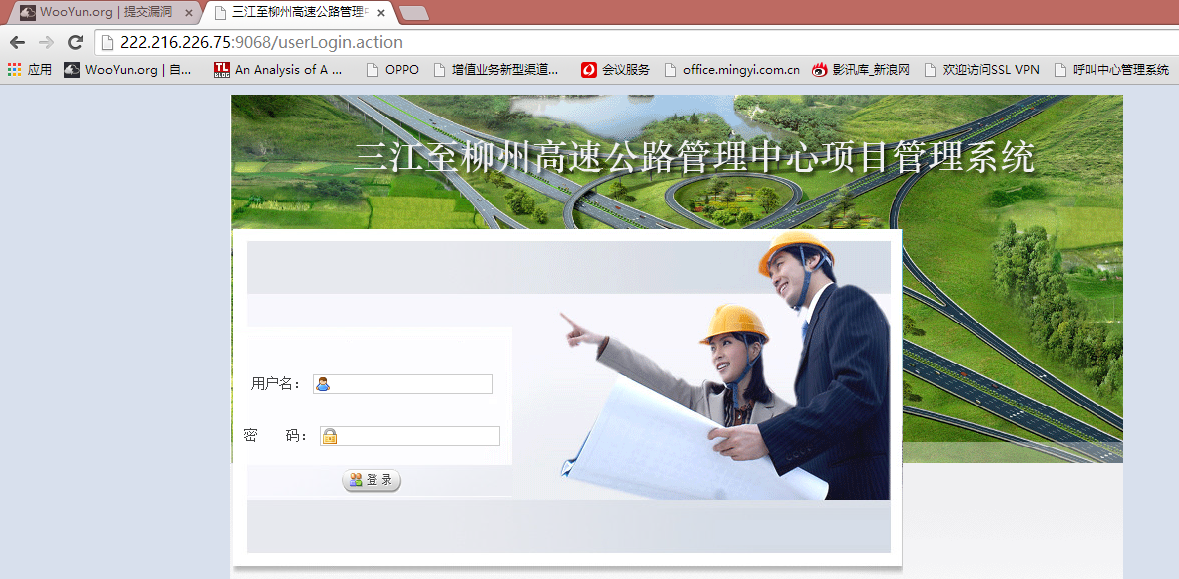 WooYun.org | 提交漏洞
三江至柳州高速公路管理中
222.216.226.75:9068/userLogin.action
应用 WooYun.org | 自... An Analysis of A ... OPPO 增值业务新型渠道... 会议服务 office.mingyi.com.cn 影讯库_新浪网 欢迎访问SSL VPN 呼叫中心管理系统
三江至柳州高速公路管理中心项目管理系统
用户名：
密 码：
登 录